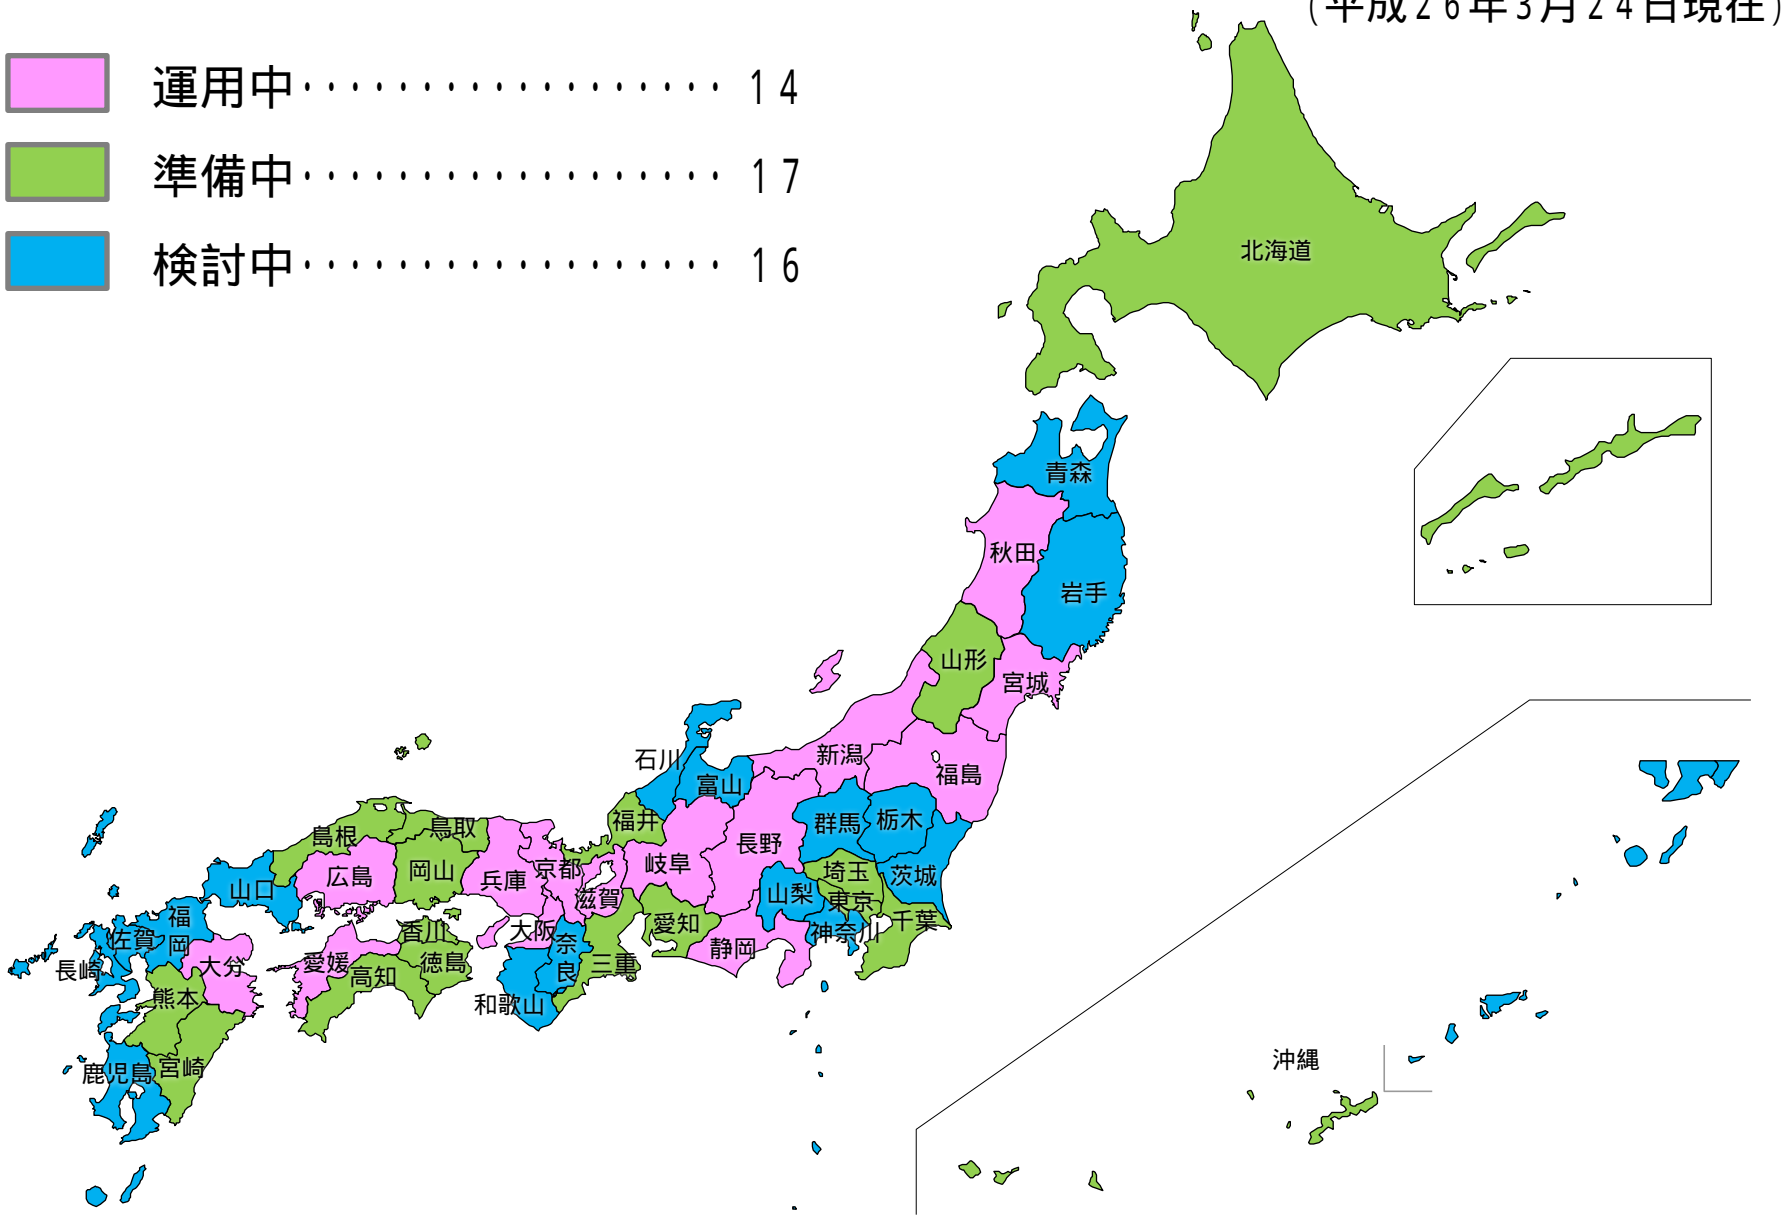 (平成26年3月24日現在)
運用中・・・・・・・・・・・・・・・・・・14
準備中・・・・・・・・・・・・・・・・・・17
検討中・・・・・・・・・・・・・・・・・・16
北海道
青森
秋田
岩手
山形
宮城
新潟
福島
石川
富山
福井
群馬
栃木
長野
岐阜
埼玉
茨城
山梨
東京
千葉
神奈川
愛知
静岡
島根
鳥取
広島
岡山
兵庫
京都
滋賀
山口
大阪
奈良
三重
和歌山
香川
徳島
愛媛
高知
福岡
佐賀
長崎
大分
熊本
宮崎
鹿児島
沖縄